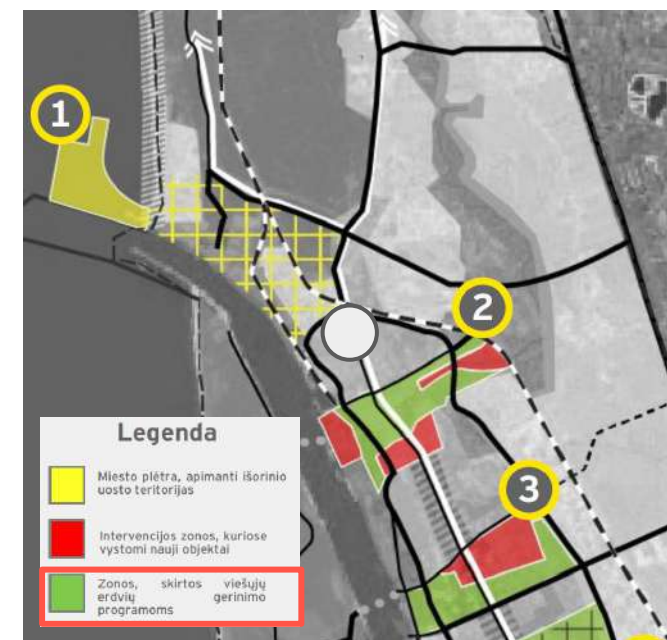 1
2
3
Legenda
Miesto plėtra, apimanti išorinio
uosto teritorijas
Intervencijos zonos, kuriose
vystomi nauji objektai
Zonos, skirtos viešųjų
erdvių gerinimo
programoms